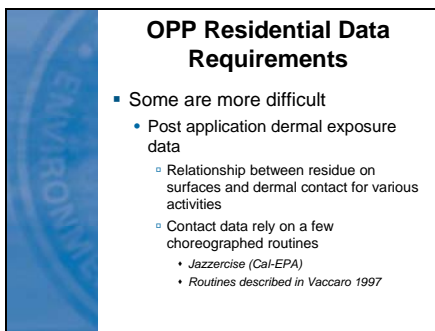 OPP Residential Data
Requirements
▪ Some are more difficult
• Post application dermal exposure
data
▫ Relationship between residue on
surfaces and dermal contact for various
activities
▫ Contact data rely on a few
choreographed routines
• Jazzercise (Cal-EPA)
• Routines described in Vaccaro 1997
ENVIRONME